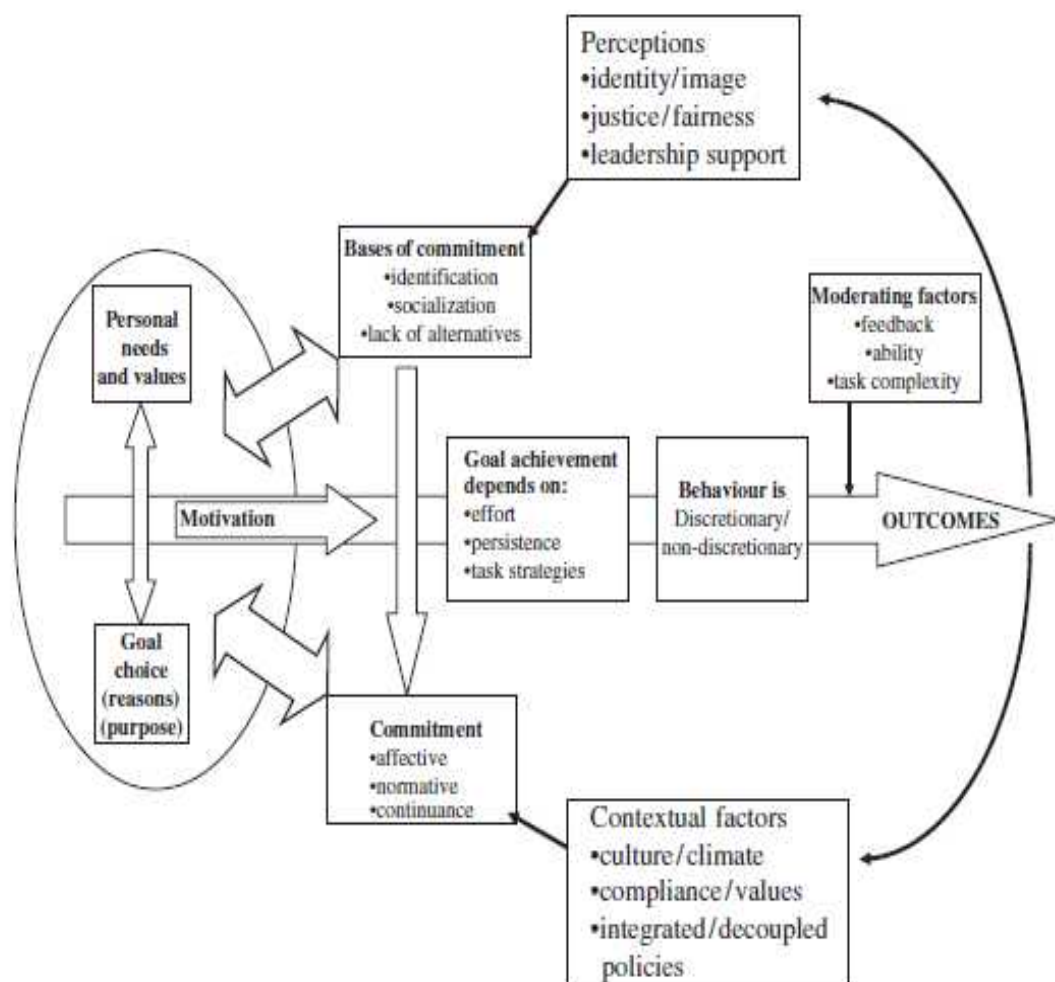 Perceptions
•identity/image
•justice/fairness
•leadership support
Bases of commitment
•identification
•socialization
•lack of alternatives
Moderating factors
•feedback
•ability
•task complexity
Personal
needs
and values
Goal achievement
depends on:
•effort
•persistence
•task strategies
Behaviour is
Discretionary/
non-discretionary
Motivation
OUTCOMES
Goal
choice
(reasons)
(purpose)
Commitment
•affective
•normative
•continuance
Contextual factors
•culture/climate
•compliance/values
•integrated/decoupled
policies